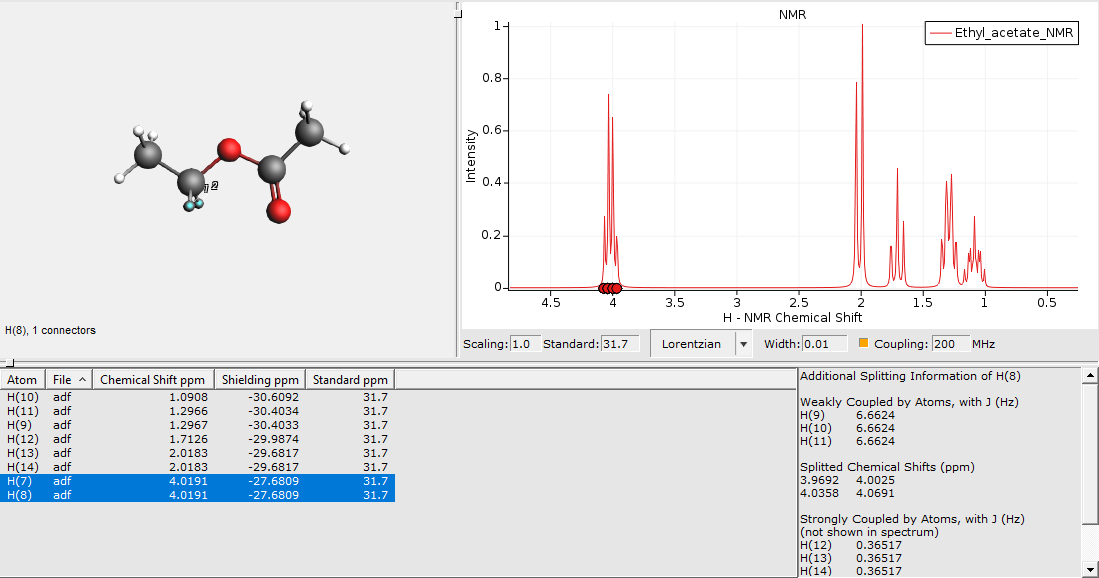 12
H(8), 1 connectors
NMR
Ethyl_acetate_NMR
Intensity
1
0.8
0.6
0.4
0.2
0
4.5 4 3.5 3 2.5 2 1.5 1 0.5
H - NMR Chemical Shift
Scaling: 1.0 Standard: 31.7 Lorentzian Width: 0.01 Coupling: 200 MHz
Atom File Chemical Shift ppm Shielding ppm Standard ppm
H(10) adf 1.0908 -30.6092 31.7
H(11) adf 1.2966 -30.4034 31.7
H(9) adf 1.2967 -30.4033 31.7
H(12) adf 1.7126 -29.9874 31.7
H(13) adf 2.0183 -29.6817 31.7
H(14) adf 2.0183 -29.6817 31.7
H(7) adf 4.0191 -27.6809 31.7
H(8) adf 4.0191 -27.6809 31.7
Additional Splitting Information of H(8)
Weakly Coupled by Atoms, with J (Hz)
H(9) 6.6624
H(10) 6.6624
H(11) 6.6624
Splitted Chemical Shifts (ppm)
3.9692 4.0025
4.0358 4.0691
Strongly Coupled by Atoms, with J (Hz)
(not shown in spectrum)
H(12) 0.36517
H(13) 0.36517
H(14) 0.36517